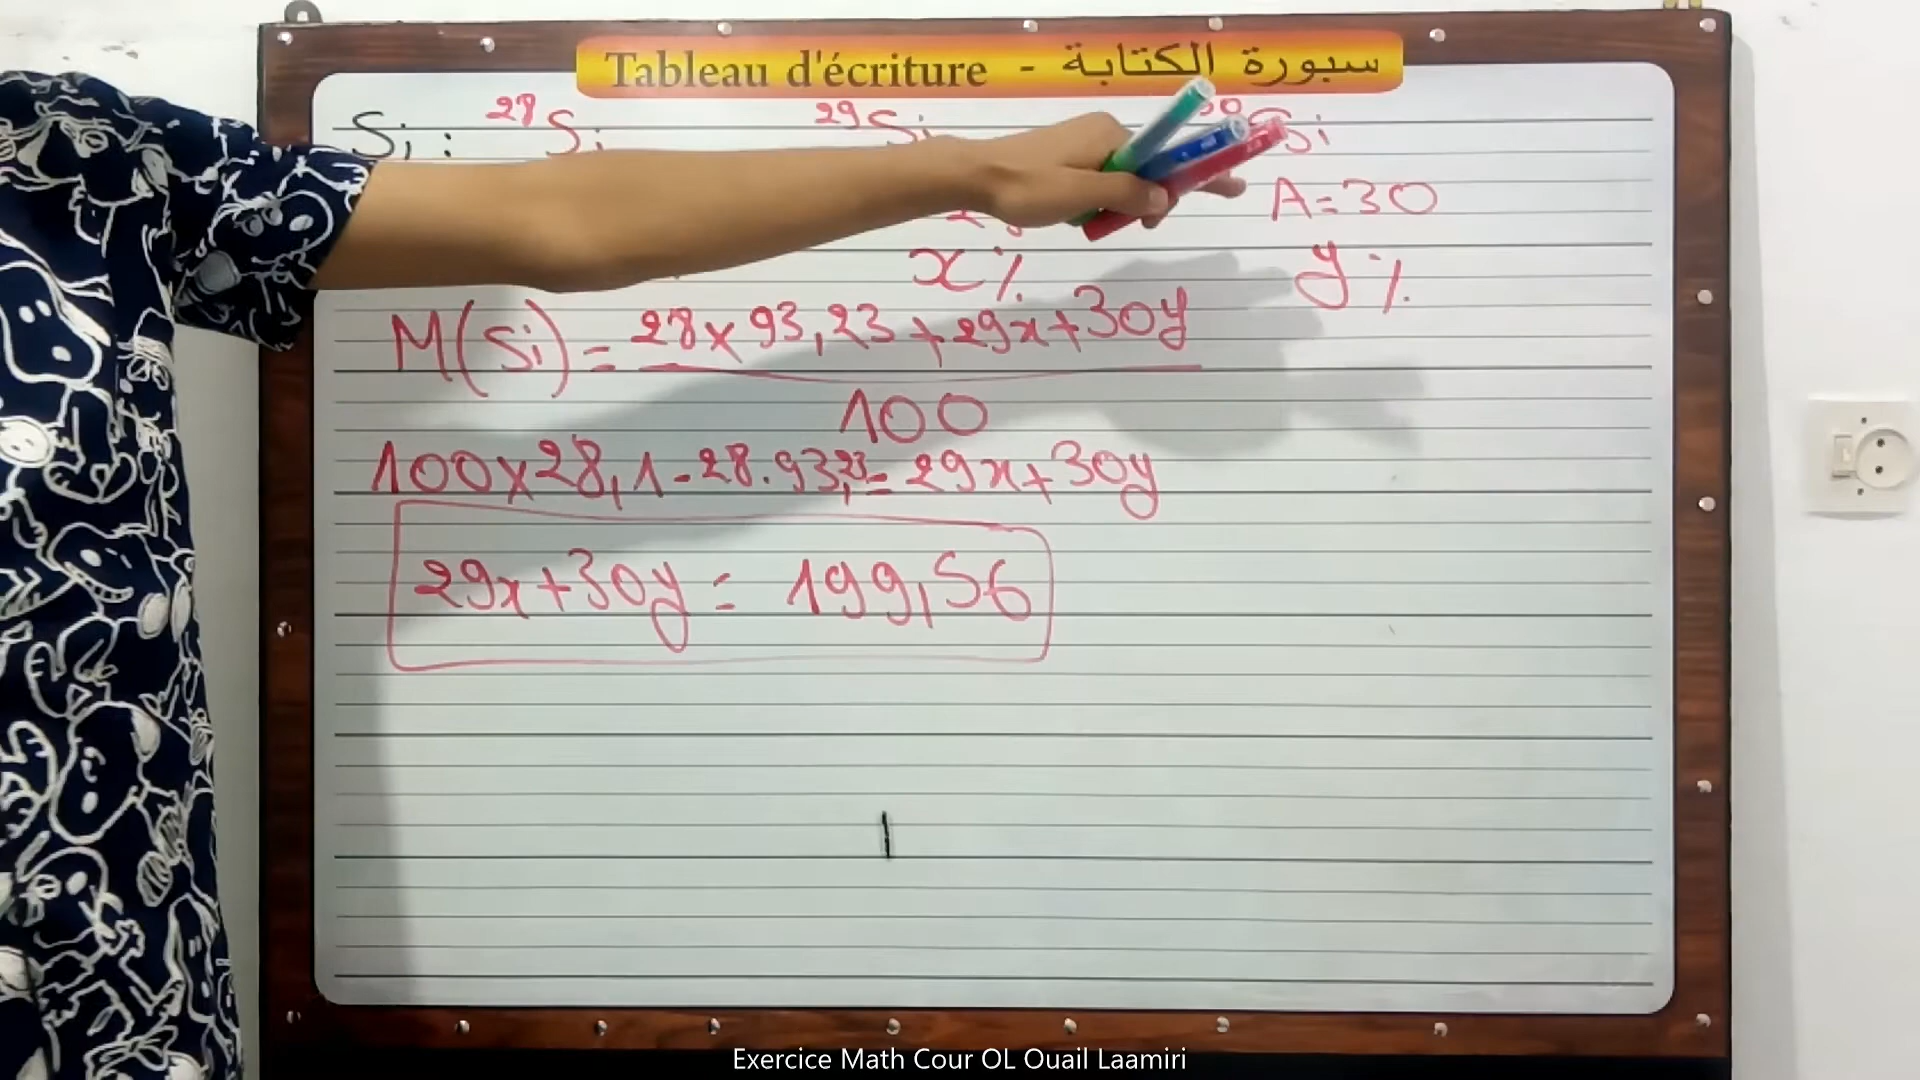 Tableau d'écriture - سبورة الكتابة
Si : ²⁸Si ²⁹Si ³⁰Si
A=30
x% y%
M(Si) = 28x93,23+29x+30y
100
100x28,1-28.93,23=29x+30y
29x+30y = 199,56
Exercice Math Cour OL Ouail Laamiri